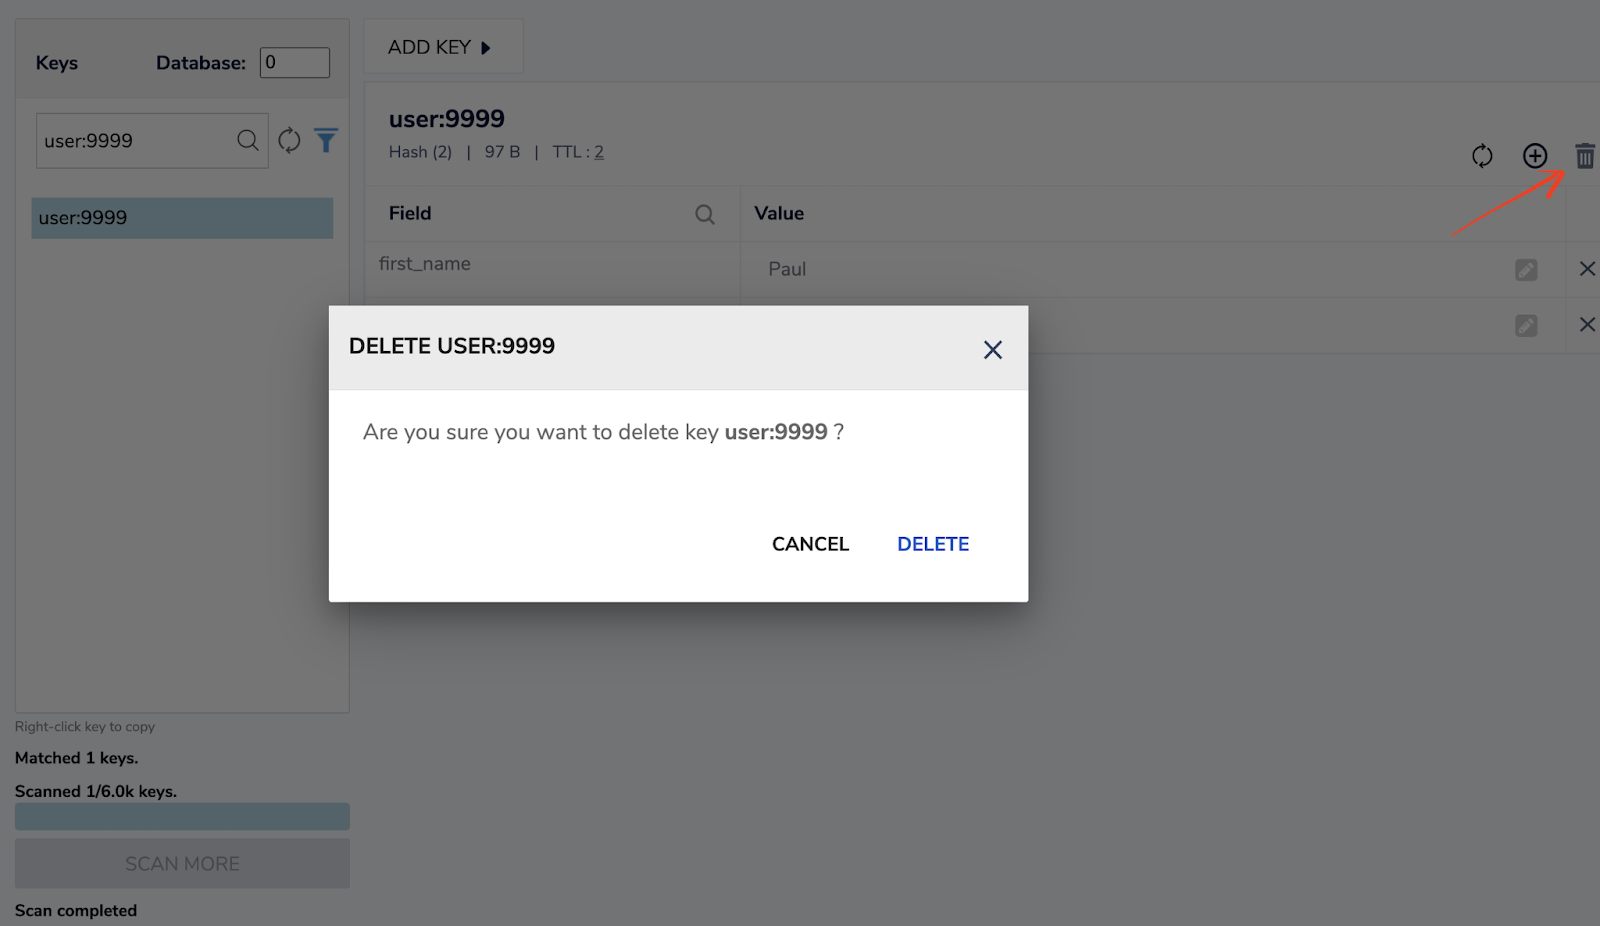 Keys Database: 0
user:9999
user:9999
Right-click key to copy
Matched 1 keys.
Scanned 1/6.0k keys.
SCAN MORE
Scan completed
ADD KEY
user:9999
Hash (2) | 97 B | TTL : 2
Field Value
first_name Paul
DELETE USER:9999
Are you sure you want to delete key user:9999 ?
CANCEL DELETE